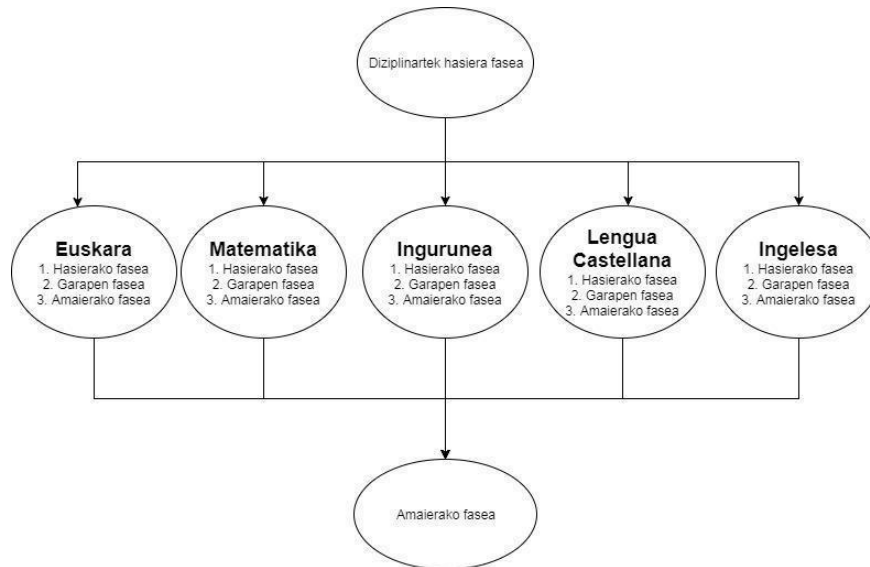 Diziplinartek hasiera fasea
Euskara
1. Hasierako fasea
2. Garapen fasea
3. Amaierako fasea
Matematika
1. Hasierako fasea
2. Garapen fasea
3. Amaierako fasea
Ingurunea
1. Hasierako fasea
2. Garapen fasea
3. Amaierako fasea
Lengua
Castellana
1. Hasierako fasea
2. Garapen fasea
3. Amaierako fasea
Ingelesa
1. Hasierako fasea
2. Garapen fasea
3. Amaierako fasea
Amaierako fasea